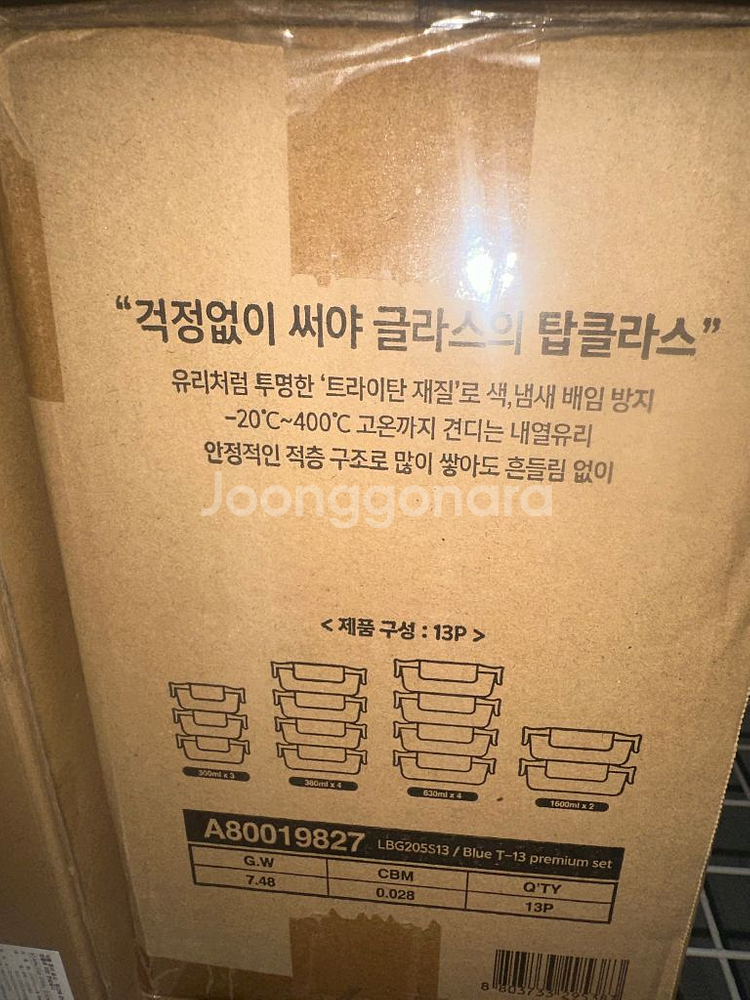 “걱정없이 써야 글라스의 탑클라스”
유리처럼 투명한 ‘트라이탄 재질’로 색,냄새 배임 방지
-20℃~400℃ 고온까지 견디는 내열유리
안정적인 적층 구조로 많이 쌓아도 흔들림 없이
Joonggonara
< 제품 구성 : 13P >
300ml x 3
380ml x 4
630ml x 4
1600ml x 2
A80019827 LBG205S13 / Blue T-13 premium set
G.W CBM Q'TY
7.48 0.028 13P